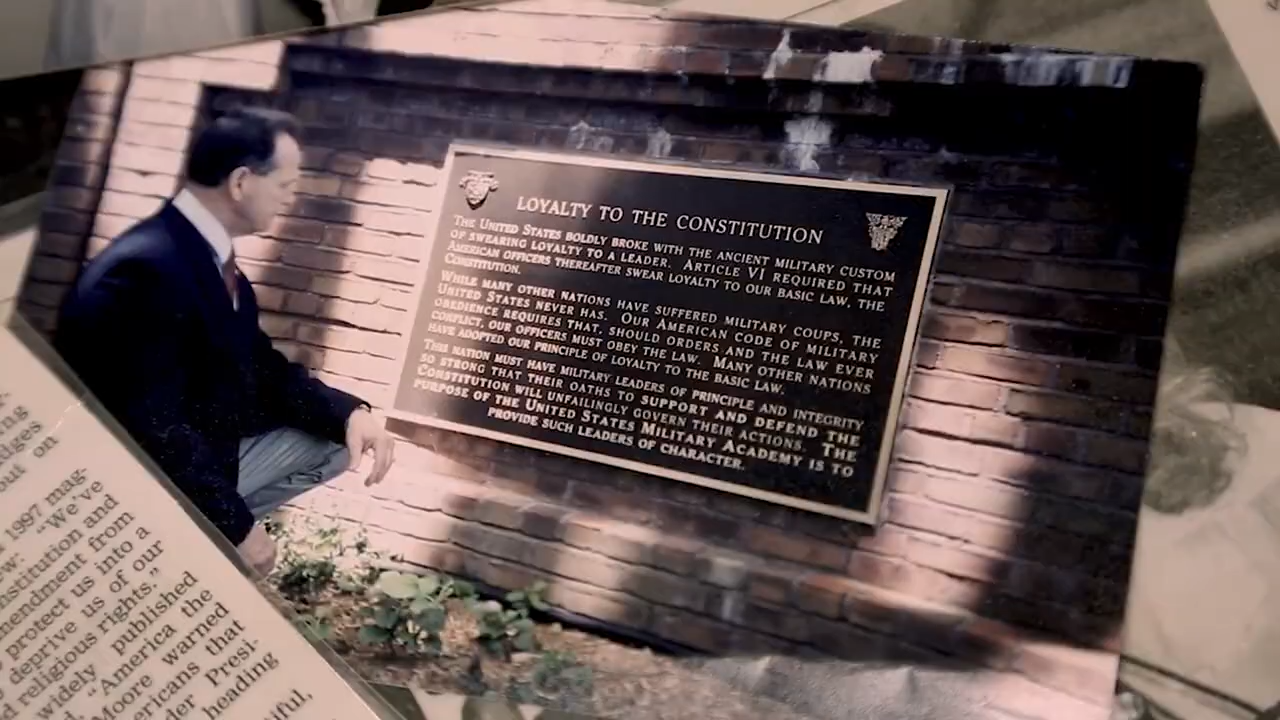 LOYALTY TO THE CONSTITUTION
THE UNITED STATES BOLDLY BROKE WITH THE ANCIENT MILITARY CUSTOM
OF SWEARING LOYALTY TO A LEADER. ARTICLE VI REQUIRED THAT
AMERICAN OFFICERS THEREAFTER SWEAR LOYALTY TO OUR BASIC LAW, THE
CONSTITUTION.
WHILE MANY OTHER NATIONS HAVE SUFFERED MILITARY COUPS, THE
UNITED STATES NEVER HAS. OUR AMERICAN CODE OF MILITARY
OBEDIENCE REQUIRES THAT, SHOULD ORDERS AND THE LAW EVER
CONFLICT, OUR OFFICERS MUST OBEY THE LAW. MANY OTHER NATIONS
HAVE ADOPTED OUR PRINCIPLE OF LOYALTY TO THE BASIC LAW.
THIS NATION MUST HAVE MILITARY LEADERS OF PRINCIPLE AND INTEGRITY
SO STRONG THAT THEIR OATHS TO SUPPORT AND DEFEND THE
CONSTITUTION WILL UNFAILINGLY GOVERN THEIR ACTIONS. THE
PURPOSE OF THE UNITED STATES MILITARY ACADEMY IS TO
PROVIDE SUCH LEADERS OF CHARACTER.
out on
1997 mag-
"We've
and
from
protect us into a
deprive us of our
religious rights,"
widely published
"America the
Moore warned
that
Presi-
heading